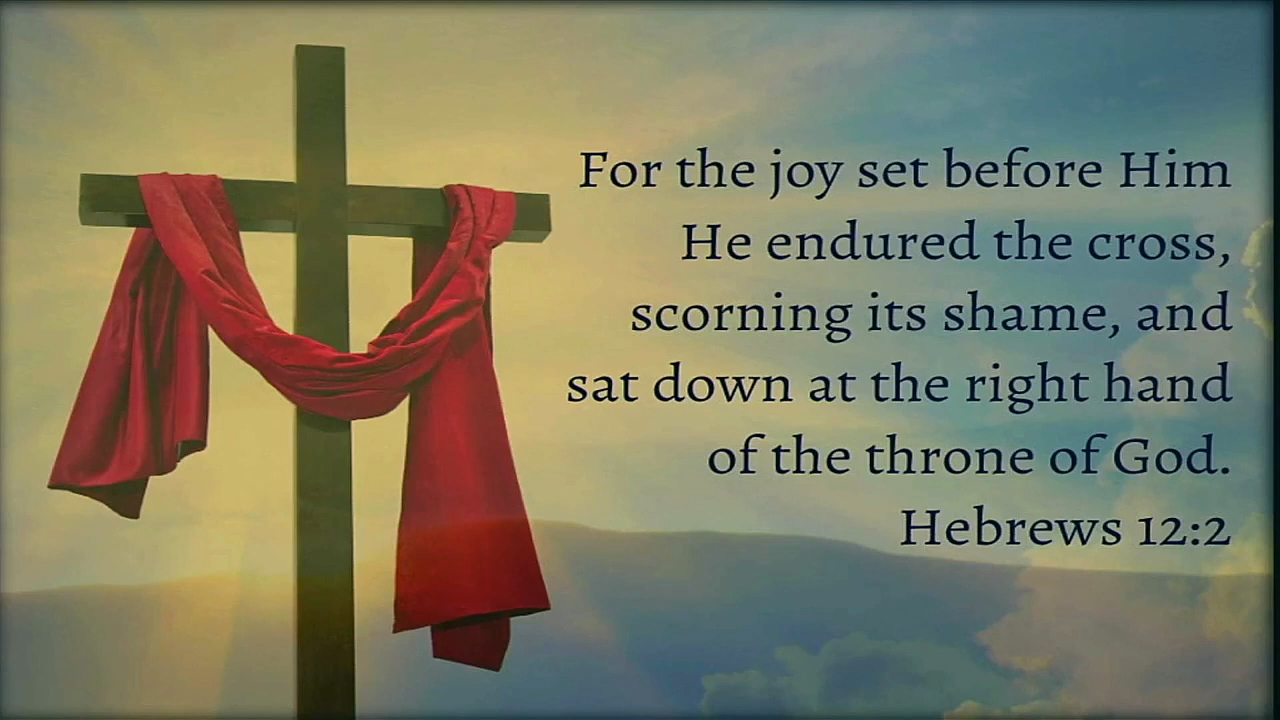 For the joy set before Him
He endured the cross,
scorning its shame, and
sat down at the right hand
of the throne of God.
Hebrews 12:2